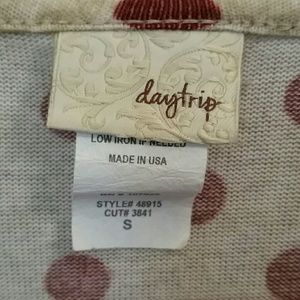 daytrip
LOW IRON IF NEEDED
MADE IN USA
STYLE# 48915
CUT# 3841
S